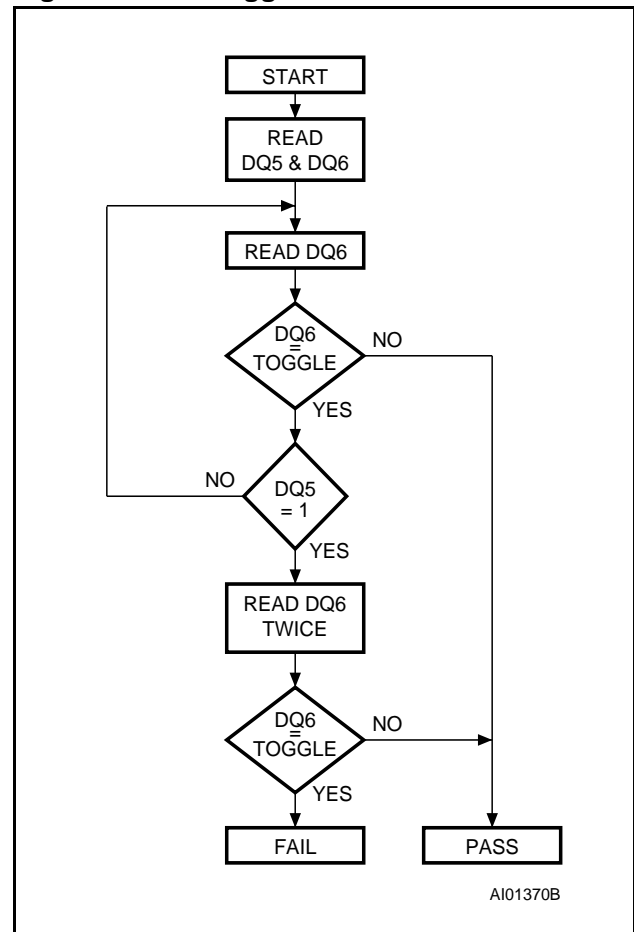 START
READ
DQ5 & DQ6
READ DQ6
DQ6
=
TOGGLE
NO
YES
NO
DQ5
= 1
YES
READ DQ6
TWICE
DQ6
=
TOGGLE
NO
YES
FAIL
PASS
AI01370B